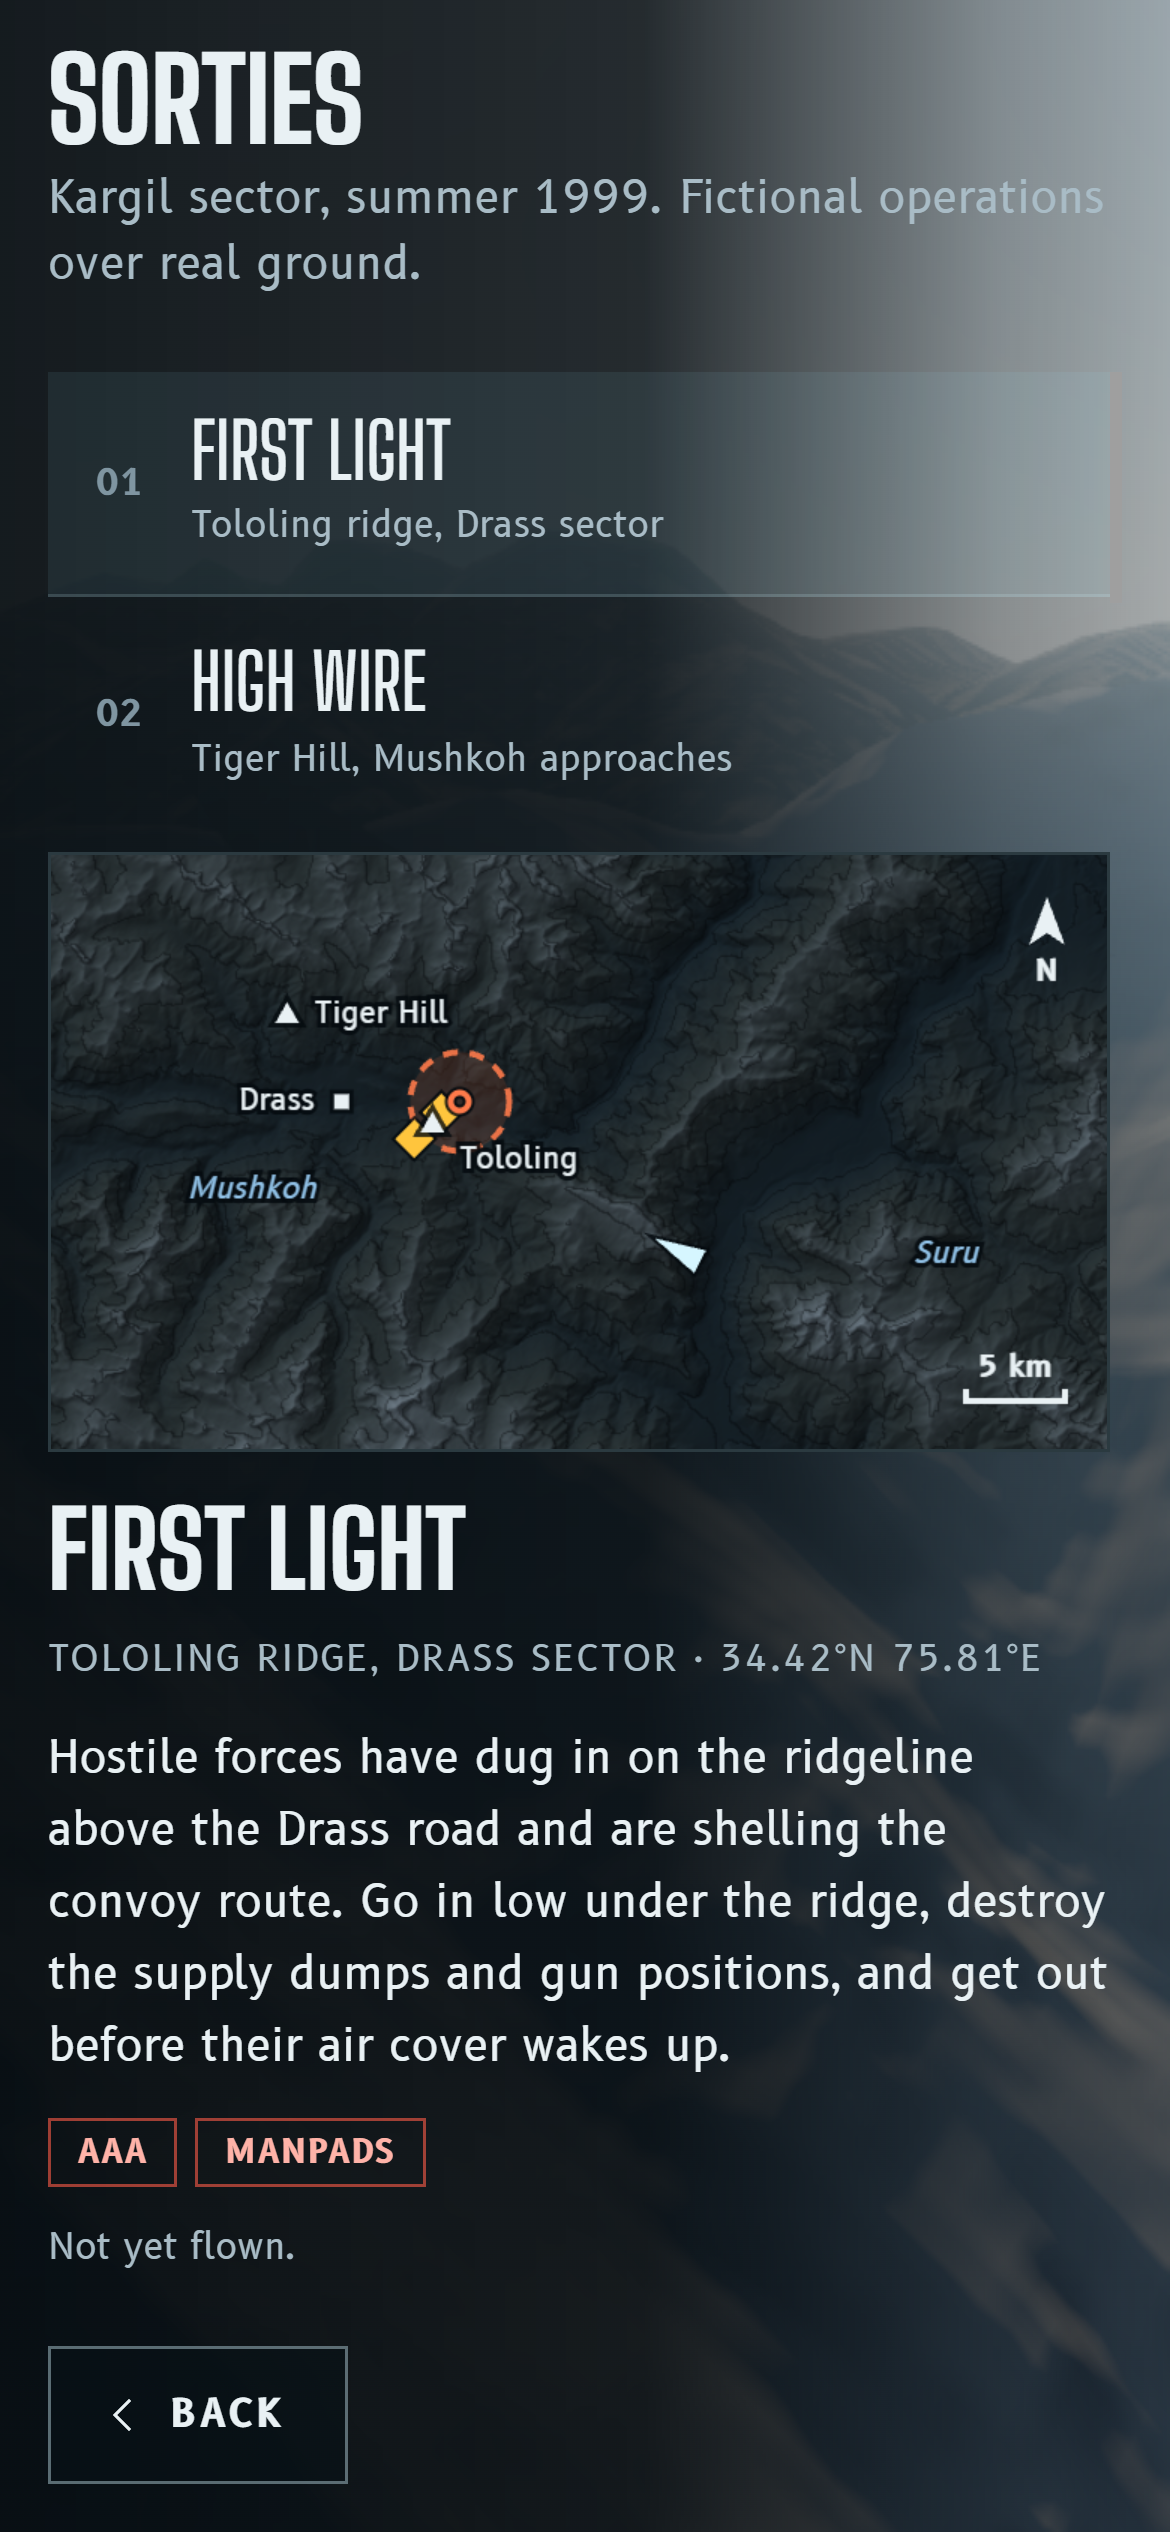 SORTIES
Kargil sector, summer 1999. Fictional operations
over real ground.
01
FIRST LIGHT
Tololing ridge, Drass sector
02
HIGH WIRE
Tiger Hill, Mushkoh approaches
N
Tiger Hill
Drass
Tololing
Mushkoh
Suru
5 km
FIRST LIGHT
TOLOLING RIDGE, DRASS SECTOR · 34.42°N 75.81°E
Hostile forces have dug in on the ridgeline
above the Drass road and are shelling the
convoy route. Go in low under the ridge, destroy
the supply dumps and gun positions, and get out
before their air cover wakes up.
AAA MANPADS
Not yet flown.
BACK